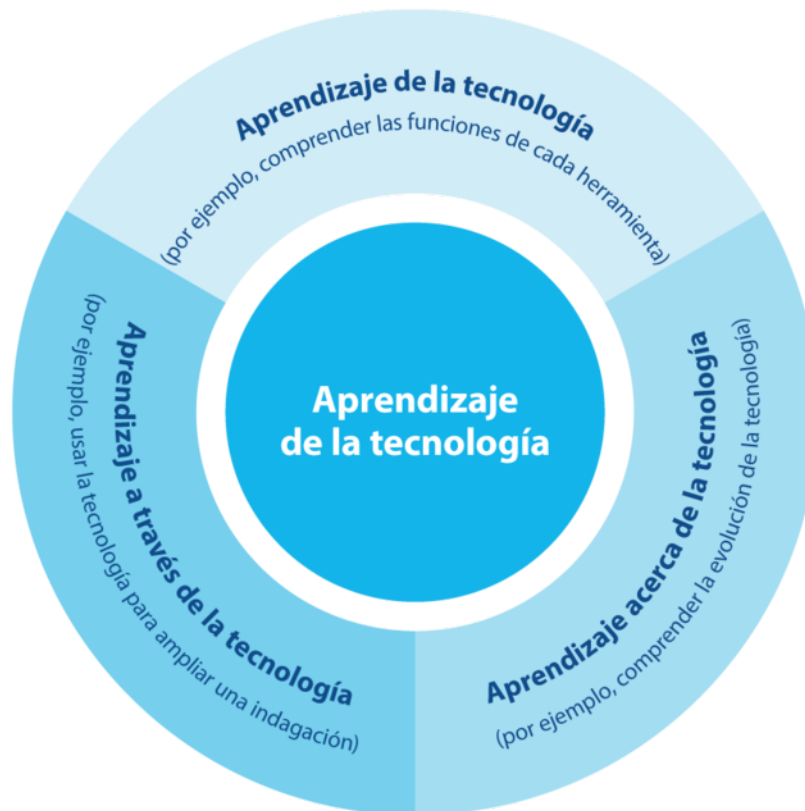 Aprendizaje de la tecnología
(por ejemplo, comprender las funciones de cada herramienta)
Aprendizaje a través de la tecnología
(por ejemplo, usar la tecnología para ampliar una indagación)
Aprendizaje
de la tecnología
Aprendizaje acerca de la tecnología
(por ejemplo, comprender la evolución de la tecnología)